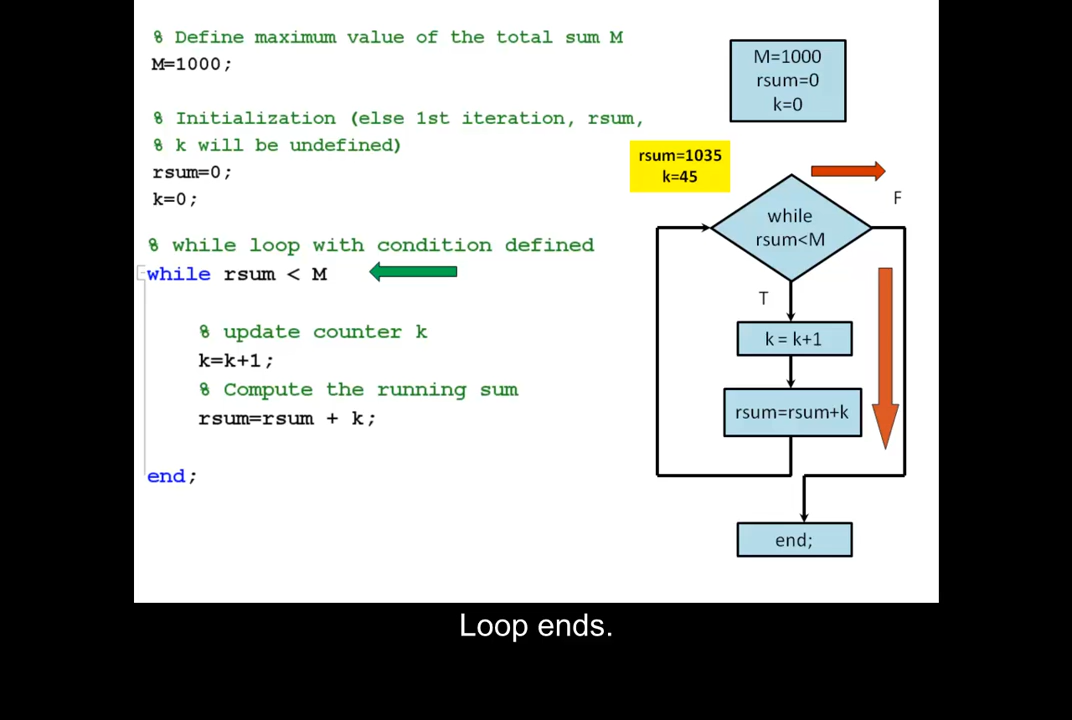 % Define maximum value of the total sum M
M=1000;
% Initialization (else 1st iteration, rsum,
% k will be undefined)
rsum=0;
k=0;
% while loop with condition defined
while rsum < M
% update counter k
k=k+1;
% Compute the running sum
rsum=rsum + k;
end;
M=1000
rsum=0
k=0
rsum=1035
k=45
while
rsum<M
F
T
k = k+1
rsum=rsum+k
end;
Loop ends.